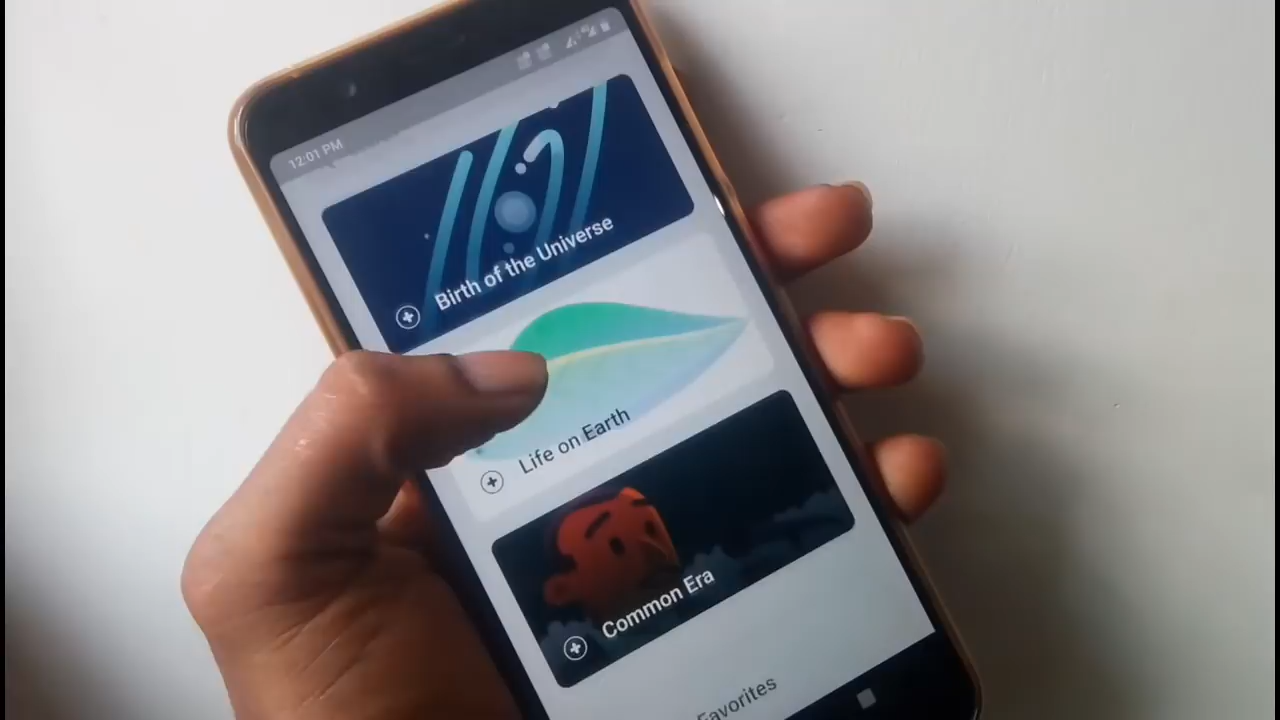 12:01 PM
Birth of the Universe
Life on Earth
Common Era
Favorites